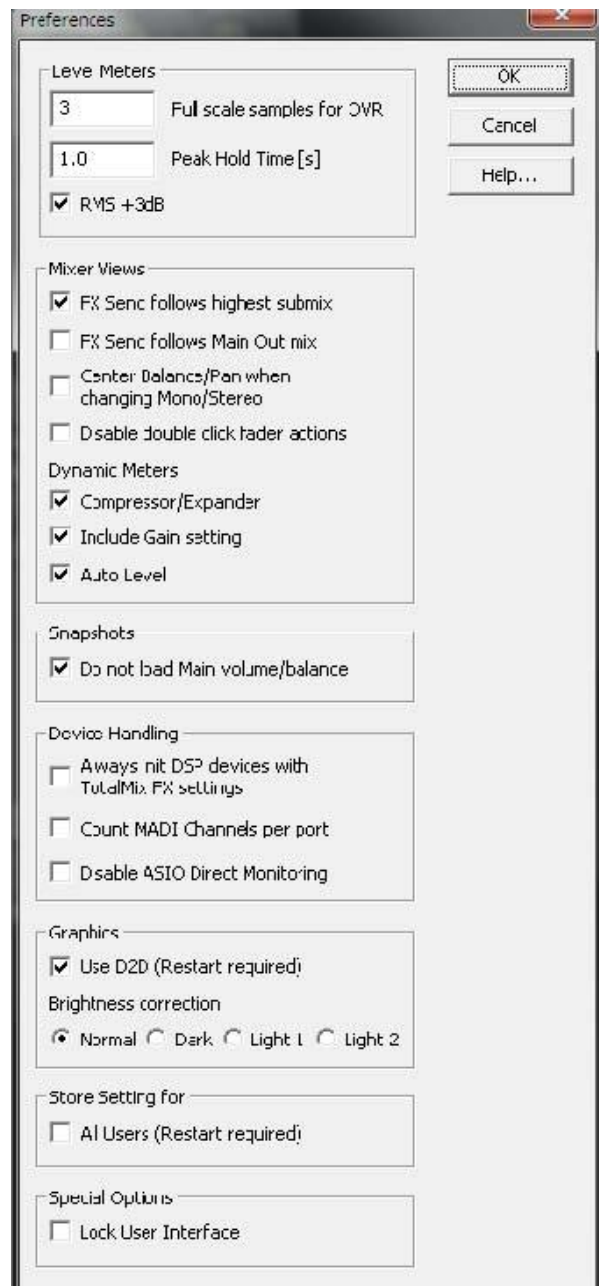 Preferences
Level Meters
3 Full scale samples for OVR
1.0 Peak Hold Time [s]
RMS +3dB
OK
Cancel
Help...
Mixer Views
FX Send follows highest submix
FX Send follows Main Out mix
Center Balance/Pan when
changing Mono/Stereo
Disable double click fader actions
Dynamic Meters
Compressor/Expander
Include Gain setting
Auto Level
Snapshots
Do not load Main volume/balance
Device Handling
Always init DSP devices with
TotalMix FX settings
Count MADI Channels per port
Disable ASIO Direct Monitoring
Graphics
Use D2D (Restart required)
Brightness correction
Normal Dark Light 1 Light 2
Store Setting for
All Users (Restart required)
Special Options
Lock User Interface